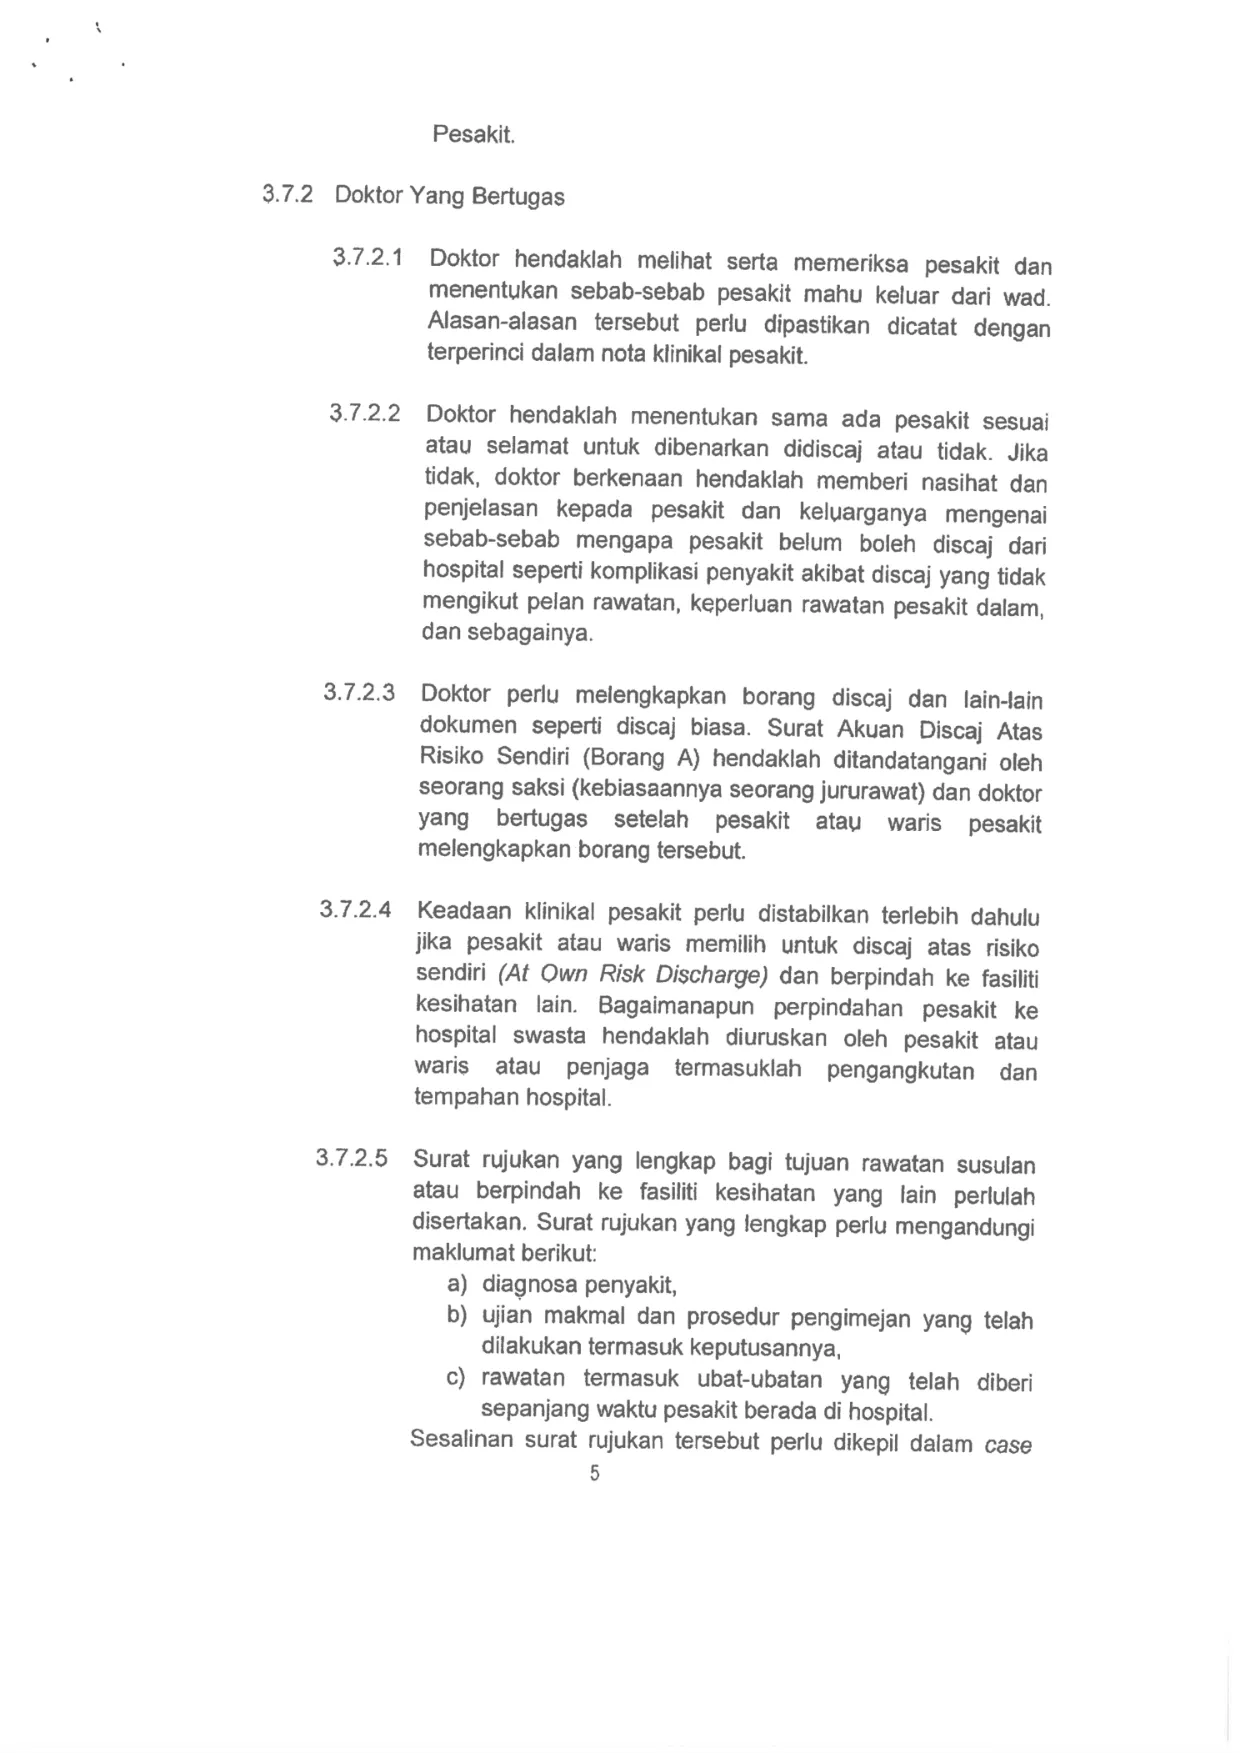 Pesakit.
3.7.2 Doktor Yang Bertugas
3.7.2.1 Doktor hendaklah melihat serta memeriksa pesakit dan
menentukan sebab-sebab pesakit mahu keluar dari wad.
Alasan-alasan tersebut perlu dipastikan dicatat dengan
terperinci dalam nota klinikal pesakit.
3.7.2.2 Doktor hendaklah menentukan sama ada pesakit sesuai
atau selamat untuk dibenarkan didiscaj atau tidak. Jika
tidak, doktor berkenaan hendaklah memberi nasihat dan
penjelasan kepada pesakit dan keluarganya mengenai
sebab-sebab mengapa pesakit belum boleh discaj dari
hospital seperti komplikasi penyakit akibat discaj yang tidak
mengikut pelan rawatan, keperluan rawatan pesakit dalam,
dan sebagainya.
3.7.2.3 Doktor perlu melengkapkan borang discaj dan lain-lain
dokumen seperti discaj biasa. Surat Akuan Discaj Atas
Risiko Sendiri (Borang A) hendaklah ditandatangani oleh
seorang saksi (kebiasaannya seorang jururawat) dan doktor
yang bertugas setelah pesakit atau waris pesakit
melengkapkan borang tersebut.
3.7.2.4 Keadaan klinikal pesakit perlu distabilkan terlebih dahulu
jika pesakit atau waris memilih untuk discaj atas risiko
sendiri (At Own Risk Discharge) dan berpindah ke fasiliti
kesihatan lain. Bagaimanapun perpindahan pesakit ke
hospital swasta hendaklah diuruskan oleh pesakit atau
waris atau penjaga termasuklah pengangkutan dan
tempahan hospital.
3.7.2.5 Surat rujukan yang lengkap bagi tujuan rawatan susulan
atau berpindah ke fasiliti kesihatan yang lain perlulah
disertakan. Surat rujukan yang lengkap perlu mengandungi
maklumat berikut:
a) diagnosa penyakit,
b) ujian makmal dan prosedur pengimejan yang telah
dilakukan termasuk keputusannya,
c) rawatan termasuk ubat-ubatan yang telah diberi
sepanjang waktu pesakit berada di hospital.
Sesalinan surat rujukan tersebut perlu dikepil dalam case
5